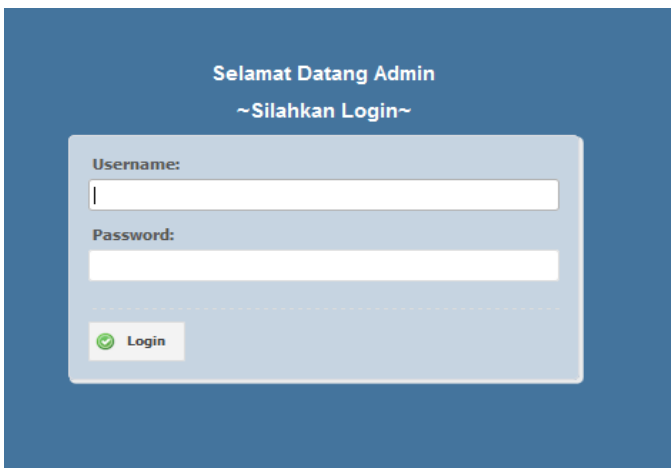 Selamat Datang Admin
~Silahkan Login~
Username:
Password:
Login